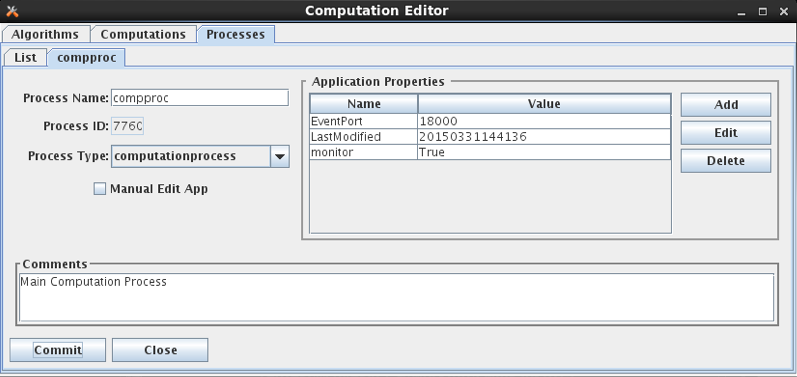 Computation Editor
Algorithms Computations Processes
List compproc
Process Name: compproc
Process ID: 7760
Process Type: computationprocess
Manual Edit App
Application Properties
Name Value
EventPort 18000
LastModified 20150331144136
monitor True
Add
Edit
Delete
Comments
Main Computation Process
Commit Close